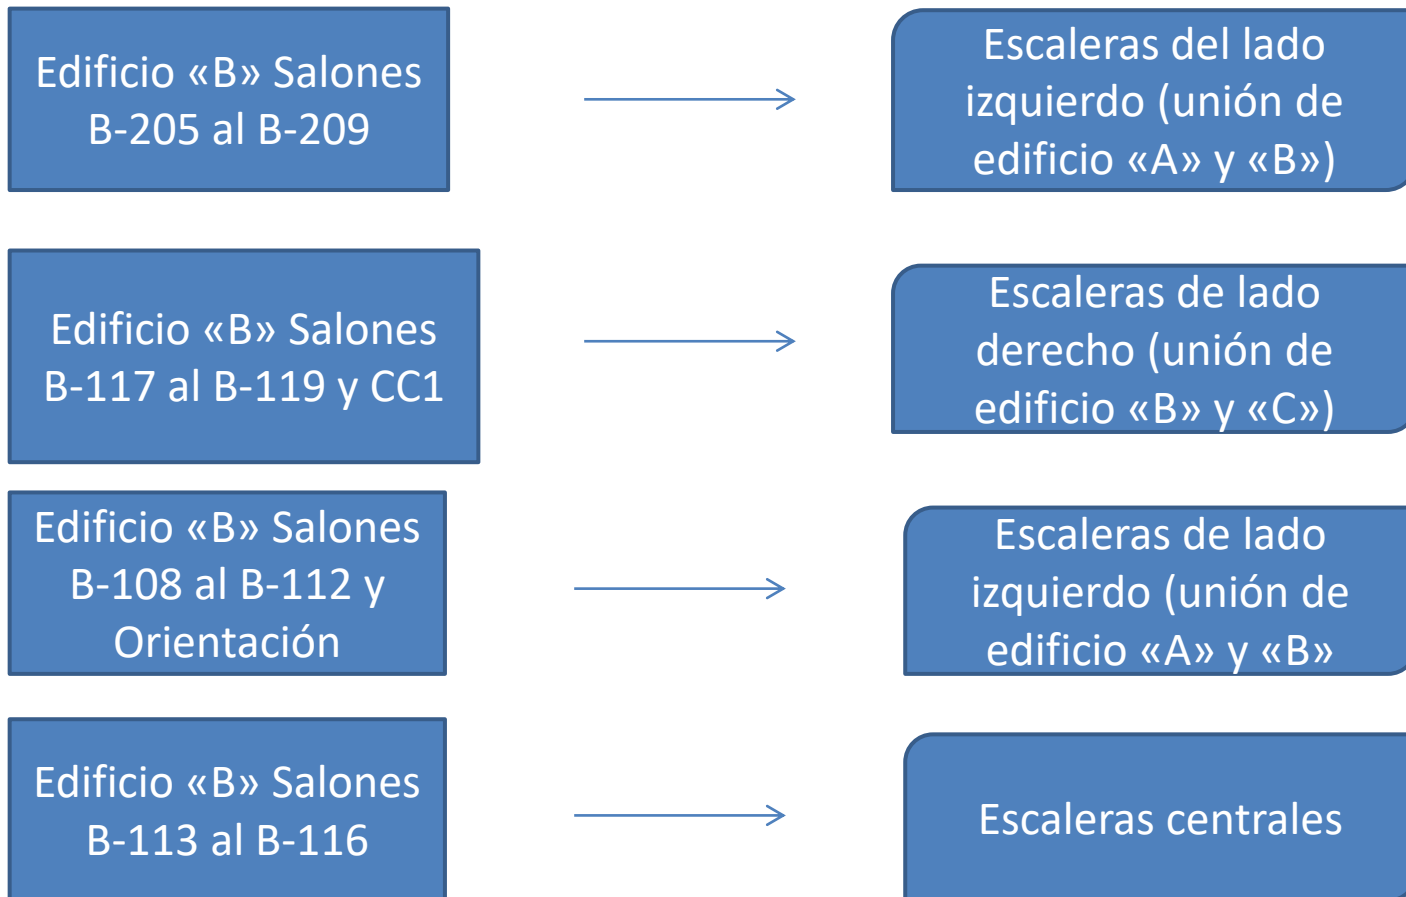 Edificio «B» Salones
B-205 al B-209
Escaleras del lado
izquierdo (unión de
edificio «A» y «B»)
Edificio «B» Salones
B-117 al B-119 y CC1
Escaleras de lado
derecho (unión de
edificio «B» y «C»)
Edificio «B» Salones
B-108 al B-112 y
Orientación
Escaleras de lado
izquierdo (unión de
edificio «A» y «B»
Edificio «B» Salones
B-113 al B-116
Escaleras centrales